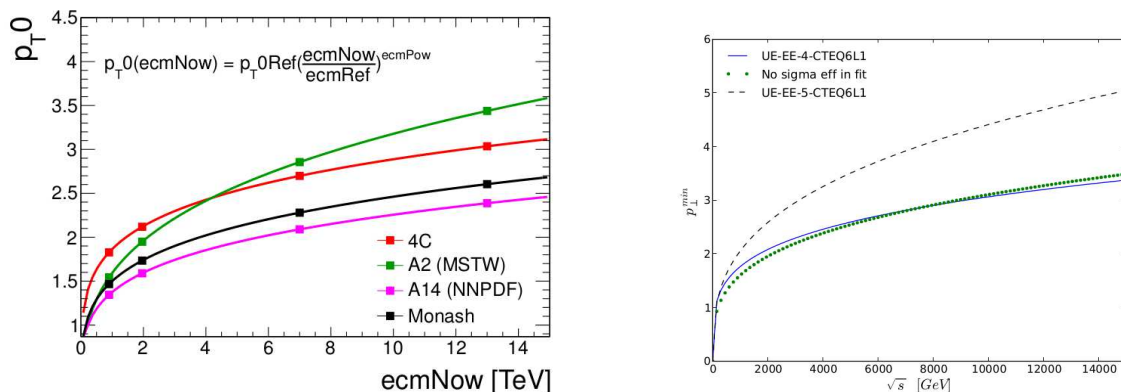 4.5
4
3.5
3
2.5
2
1.5
1
p_T0
p_T0(ecmNow) = p_T0Ref(ecmNow/ecmRef)^ecmPow
4C
A2 (MSTW)
A14 (NNPDF)
Monash
0 2 4 6 8 10 12 14
ecmNow [TeV]
6
5
4
3
2
1
0
p_⊥^min
UE-EE-4-CTEQ6L1
No sigma eff in fit
UE-EE-5-CTEQ6L1
0 2000 4000 6000 8000 10000 12000 14000
√s [GeV]